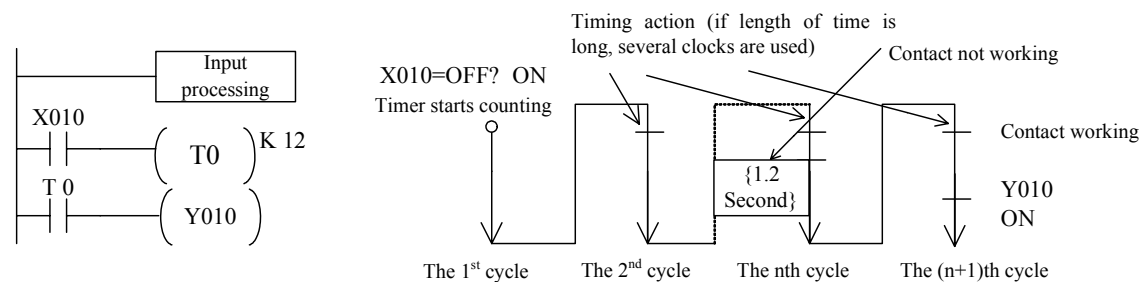 Input
processing
X010
T0
K 12
T 0
Y010
Timing action (if length of time is
long, several clocks are used)
Contact not working
X010=OFF? ON
Timer starts counting
Contact working
{1.2
Second}
Y010
ON
The 1st cycle
The 2nd cycle
The nth cycle
The (n+1)th cycle